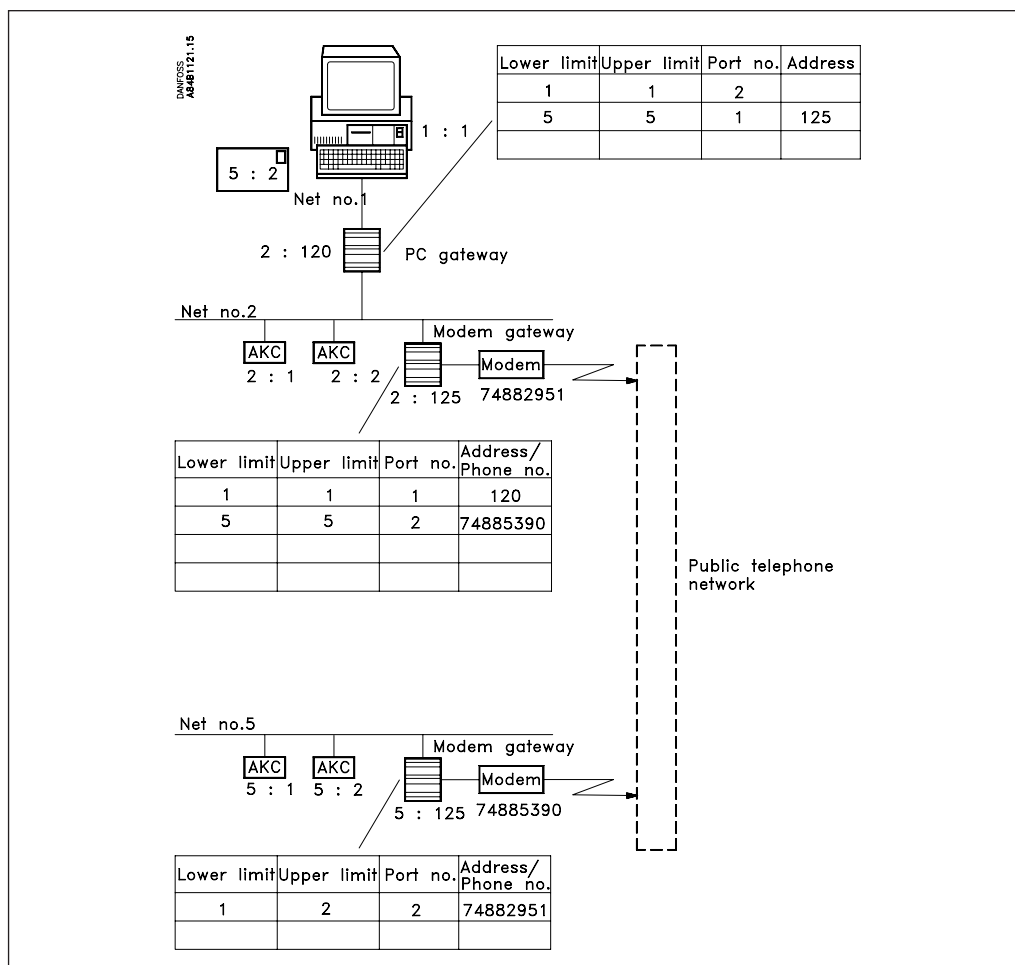 DANFOSS
A84B1121.15
Lower limit Upper limit Port no. Address
1 1 2
5 5 1 125
1 : 1
5 : 2
Net no.1
2 : 120
PC gateway
Net no.2
Modem gateway
AKC AKC
Modem
2 : 1 2 : 2
2 : 125 74882951
Lower limit Upper limit Port no. Address/
Phone no.
1 1 1 120
5 5 2 74885390
Public telephone
network
Net no.5
Modem gateway
AKC AKC
Modem
5 : 1 5 : 2
5 : 125 74885390
Lower limit Upper limit Port no. Address/
Phone no.
1 2 2 74882951